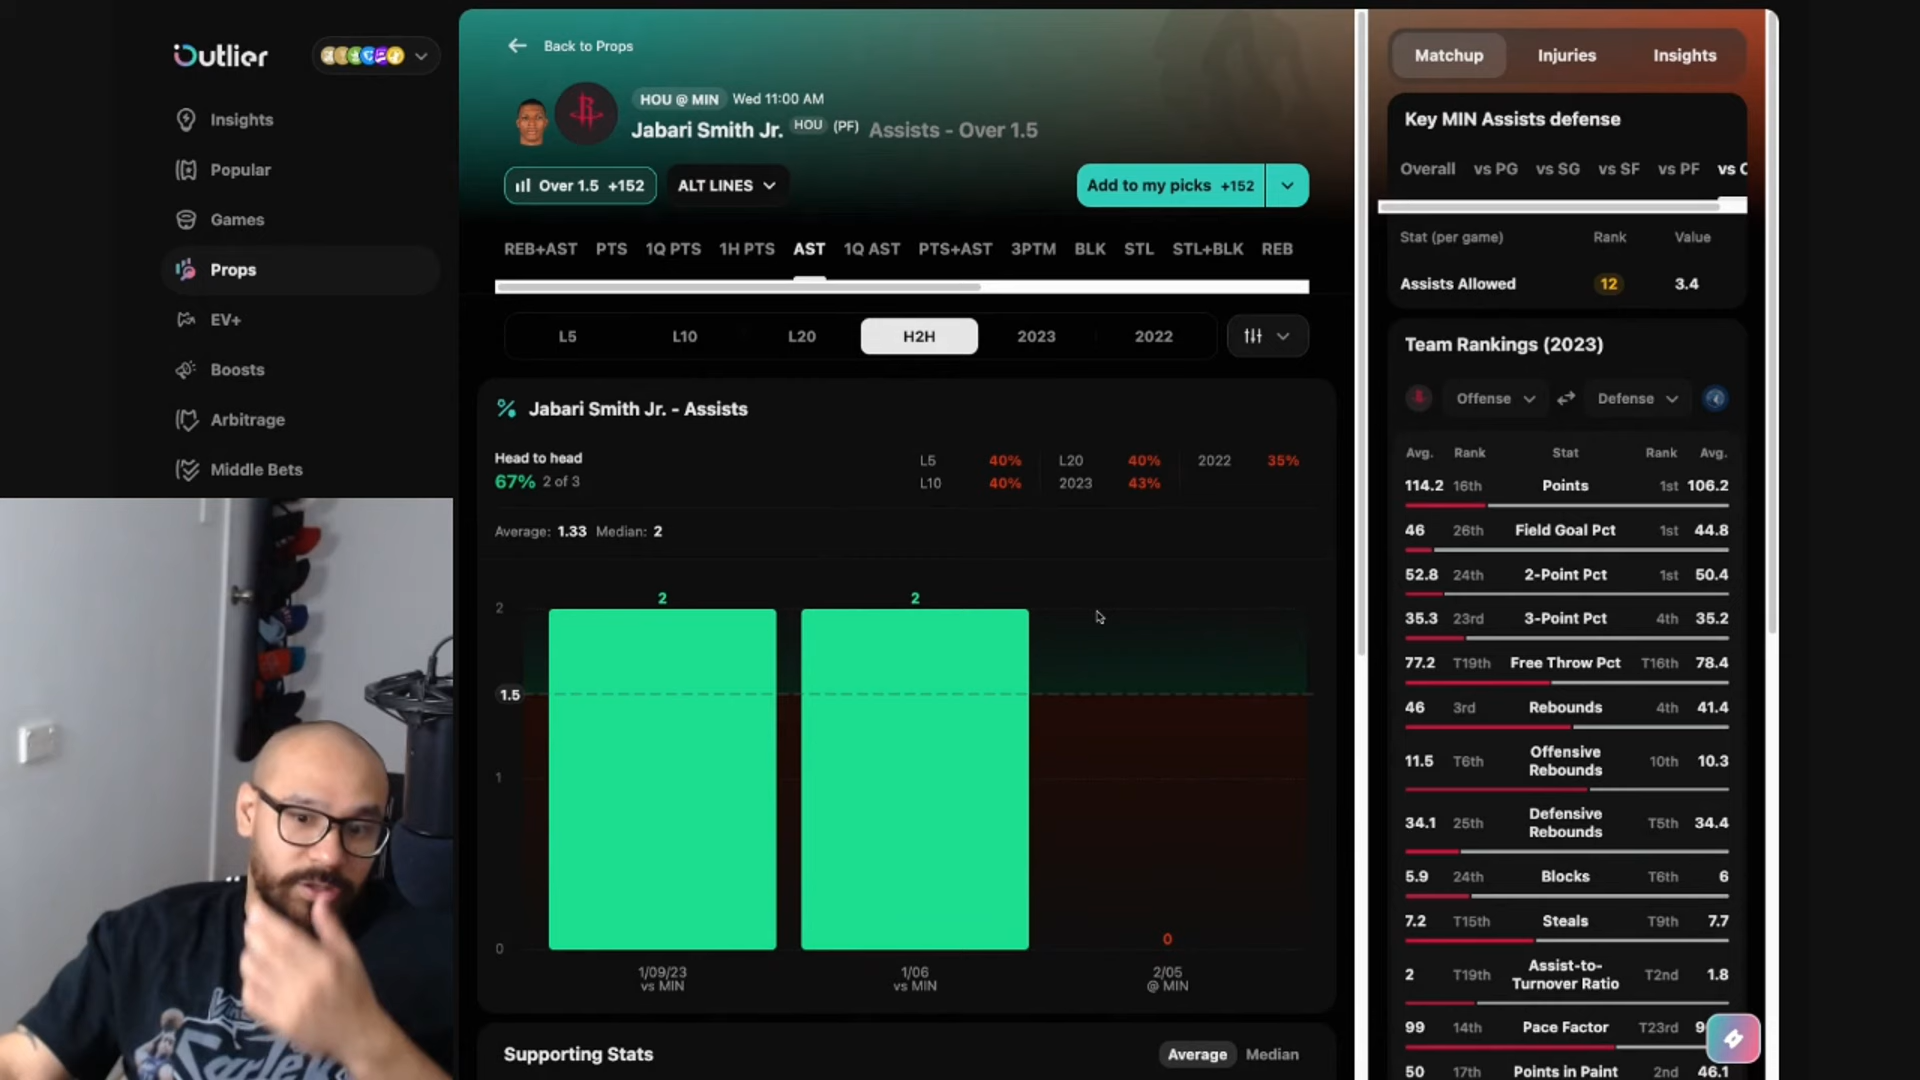 Outlier
Insights
Popular
Games
Props
EV+
Boosts
Arbitrage
Middle Bets
Back to Props
HOU @ MIN Wed 11:00 AM
Jabari Smith Jr. HOU (PF) Assists - Over 1.5
Over 1.5 +152 ALT LINES
Add to my picks +152
REB+AST PTS 1Q PTS 1H PTS AST 1Q AST PTS+AST 3PTM BLK STL STL+BLK REB
L5 L10 L20 H2H 2023 2022
Jabari Smith Jr. - Assists
Head to head
67% 2 of 3
L5 40% L20 40% 2022 35%
L10 40% 2023 43%
Average: 1.33 Median: 2
2 2
2
1.5
1
0
0
1/09/23 1/06 2/05
vs MIN vs MIN @ MIN
Supporting Stats Average Median
Matchup Injuries Insights
Key MIN Assists defense
Overall vs PG vs SG vs SF vs PF vs C
Stat (per game) Rank Value
Assists Allowed 12 3.4
Team Rankings (2023)
Offense Defense
Avg. Rank Stat Rank Avg.
114.2 16th Points 1st 106.2
46 26th Field Goal Pct 1st 44.8
52.8 24th 2-Point Pct 1st 50.4
35.3 23rd 3-Point Pct 4th 35.2
77.2 T19th Free Throw Pct T16th 78.4
46 3rd Rebounds 4th 41.4
11.5 T6th Offensive Rebounds 10th 10.3
34.1 25th Defensive Rebounds T5th 34.4
5.9 24th Blocks T6th 6
7.2 T15th Steals T9th 7.7
2 T19th Assist-to-Turnover Ratio T2nd 1.8
99 14th Pace Factor T23rd
50 17th Points in Paint 2nd 46.1